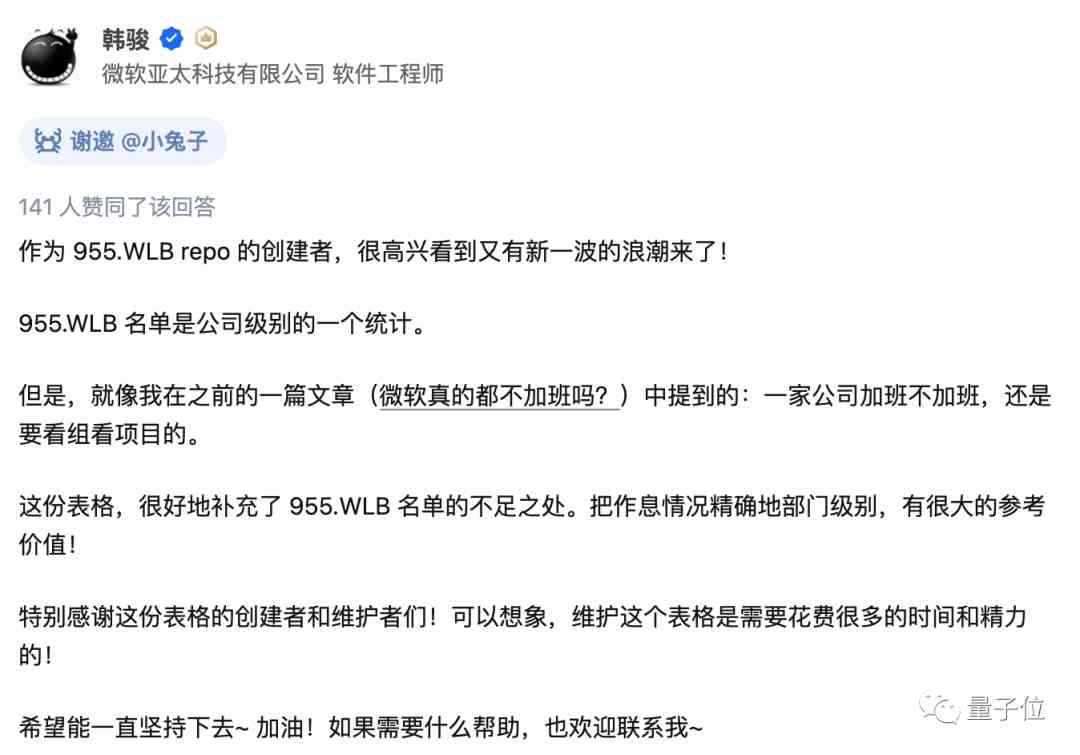 韩骏
微软亚太科技有限公司 软件工程师
谢邀 @小兔子
141 人赞同了该回答
作为 955.WLB repo 的创建者，很高兴看到又有新一波的浪潮来了！
955.WLB 名单是公司级别的一个统计。
但是，就像我在之前的一篇文章（微软真的都不加班吗？）中提到的：一家公司加班不加班，还是
要看组看项目的。
这份表格，很好地补充了 955.WLB 名单的不足之处。把作息情况精确地部门级别，有很大的参考
价值！
特别感谢这份表格的创建者和维护者们！可以想象，维护这个表格是需要花费很多的时间和精力
的！
希望能一直坚持下去~ 加油！如果需要什么帮助，也欢迎联系我~
量子位